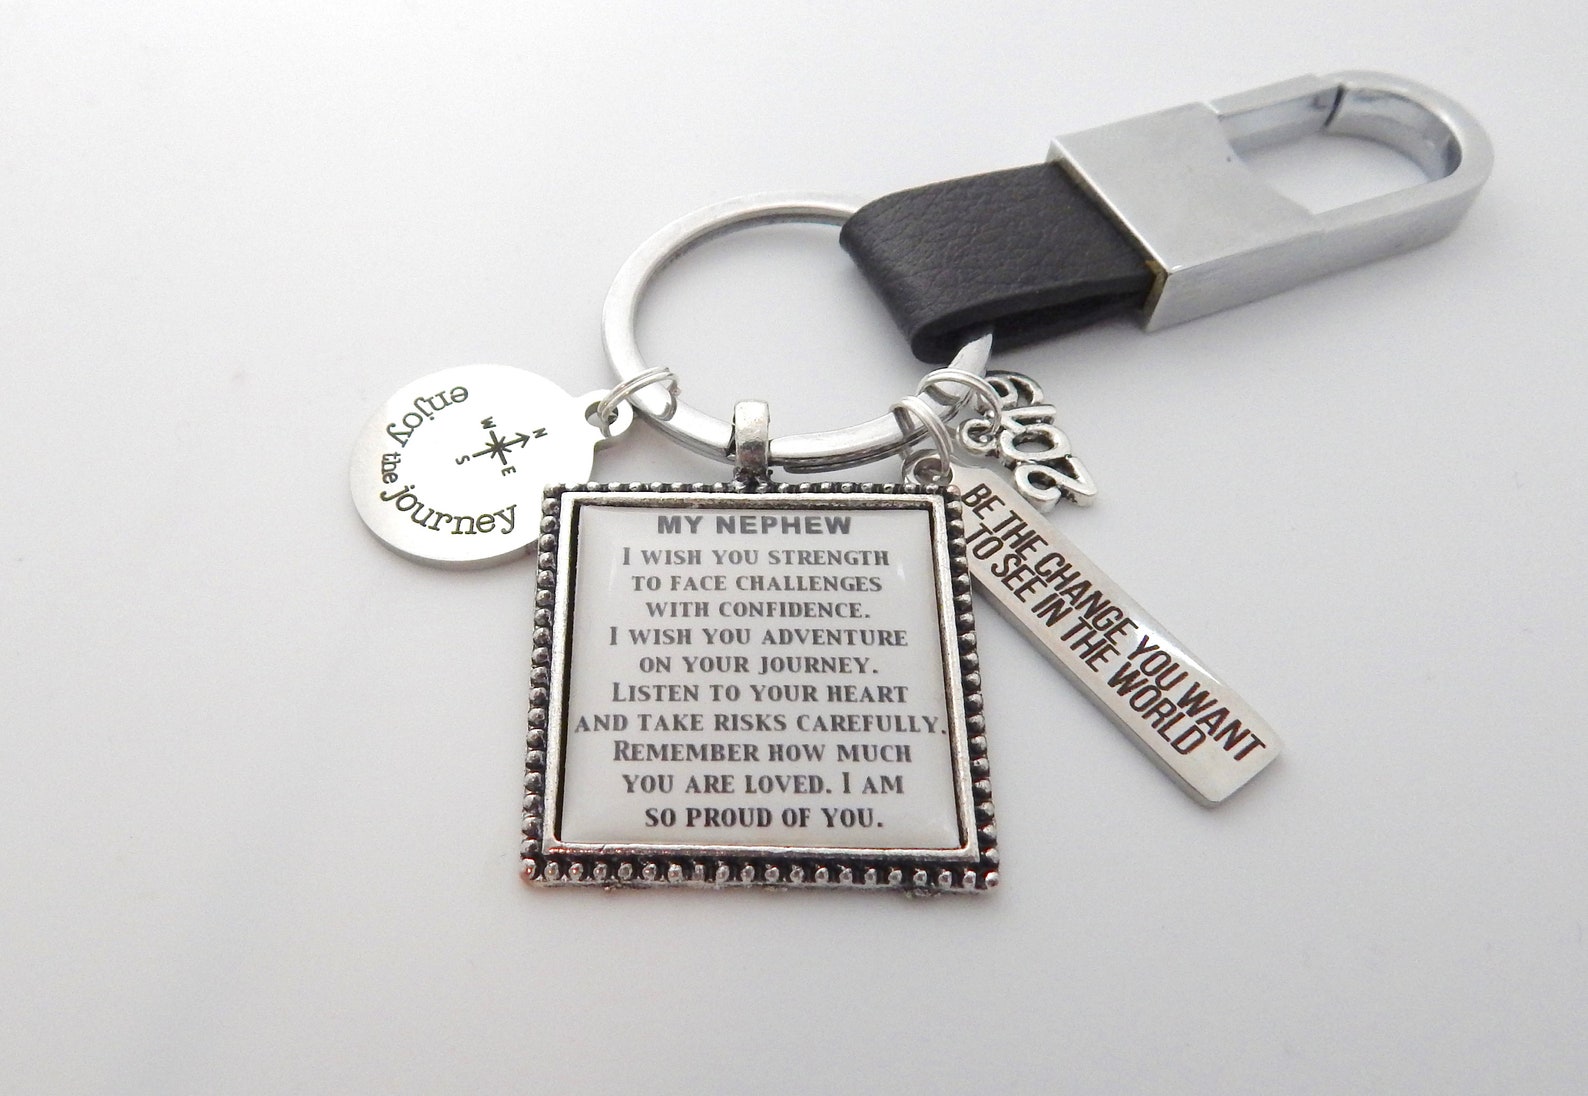 enjoy the journey
N
W
E
S
MY NEPHEW
I WISH YOU STRENGTH
TO FACE CHALLENGES
WITH CONFIDENCE.
I WISH YOU ADVENTURE
ON YOUR JOURNEY.
LISTEN TO YOUR HEART
AND TAKE RISKS CAREFULLY.
REMEMBER HOW MUCH
YOU ARE LOVED. I AM
SO PROUD OF YOU.
2019
BE THE CHANGE YOU WANT
TO SEE IN THE WORLD